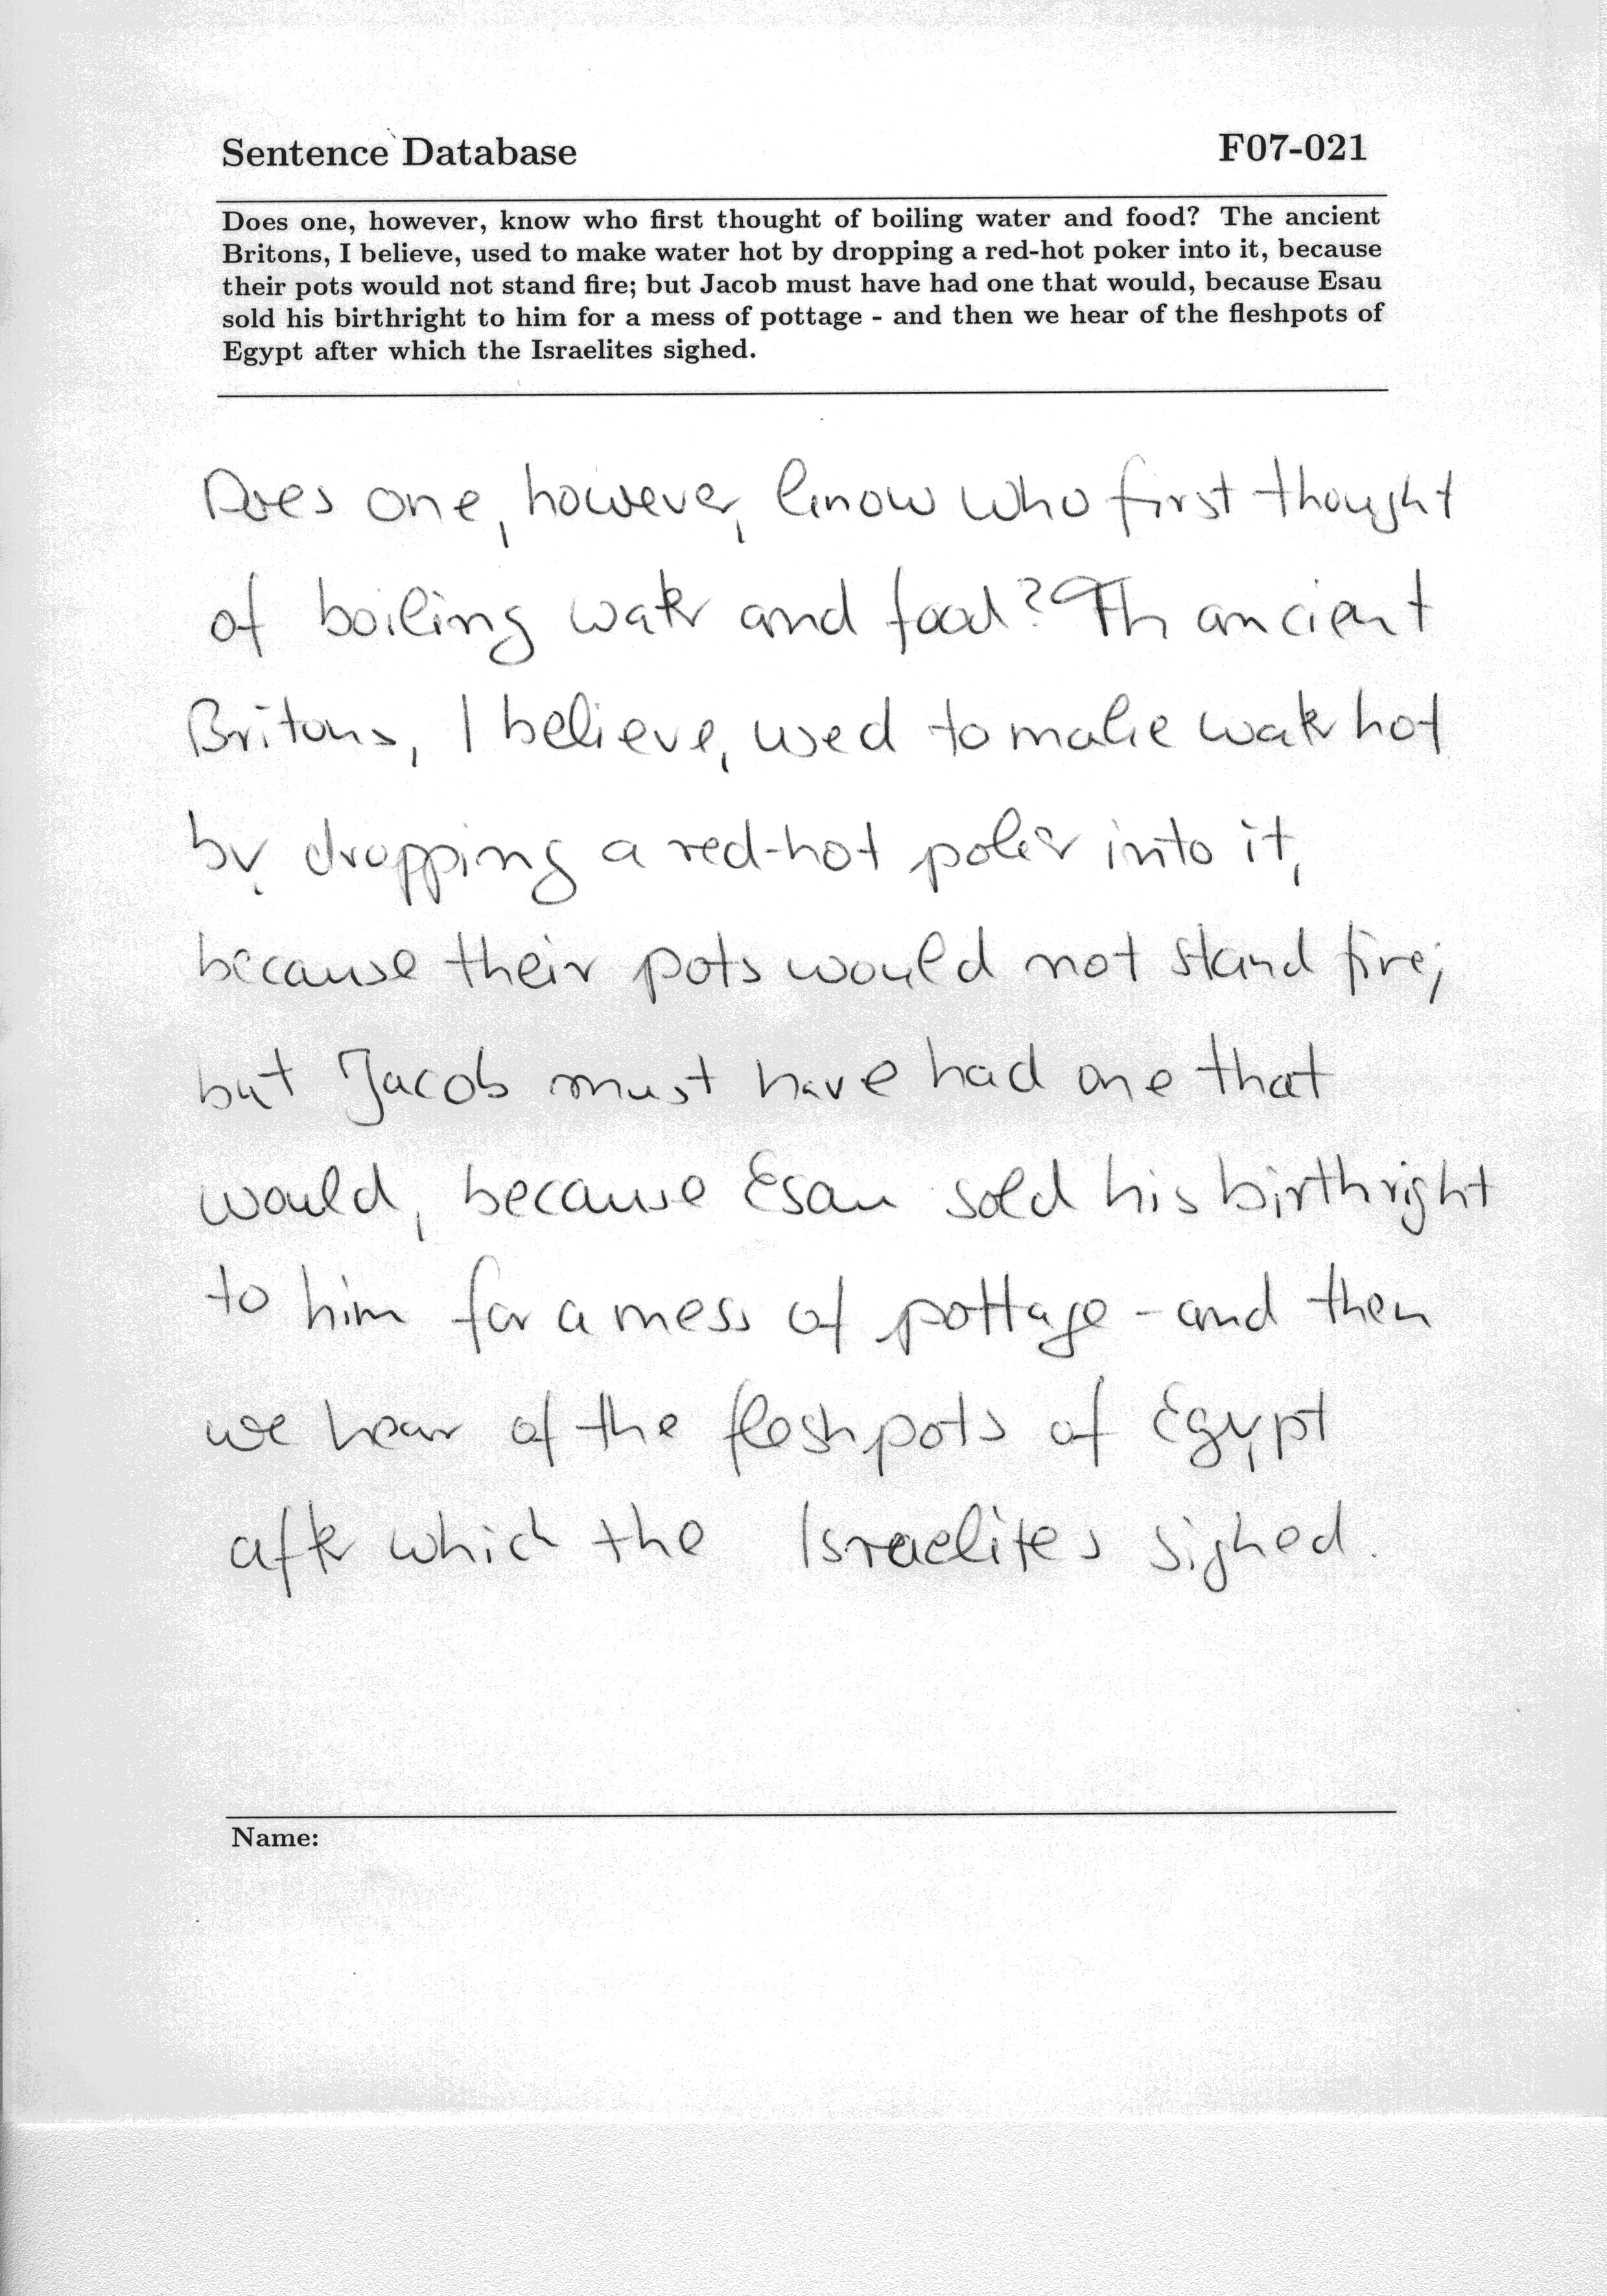 Sentence Database F07-021
Does one, however, know who first thought of boiling water and food? The ancient
Britons, I believe, used to make water hot by dropping a red-hot poker into it, because
their pots would not stand fire; but Jacob must have had one that would, because Esau
sold his birthright to him for a mess of pottage - and then we hear of the fleshpots of
Egypt after which the Israelites sighed.
Does one, however, know who first thought
of boiling water and food? Th ancient
Britons, I believe, used to make water hot
by dropping a red-hot poker into it,
because their pots would not stand fire;
but Jacob must have had one that
would, because Esau sold his birthright
to him for a mess of pottage - and then
we hear of the fleshpots of Egypt
after which the Israelites sighed.
Name: